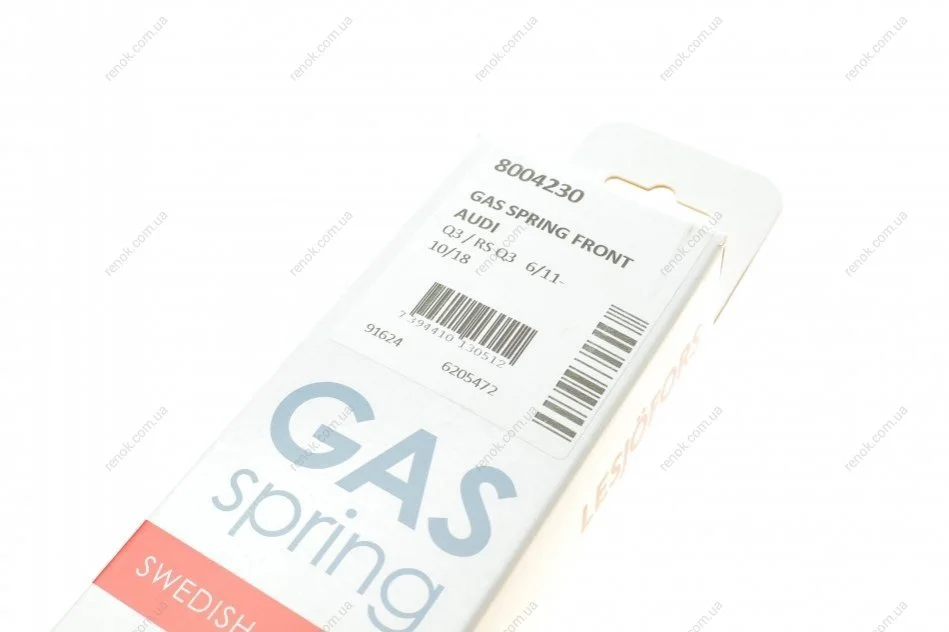 8004230
GAS SPRING FRONT
AUDI
Q3 / RS Q3 6/11-
10/18
7 394410 130512
91624
6205472
GAS
spring
SWEDISH
LESJÖFORS
renok.com.ua